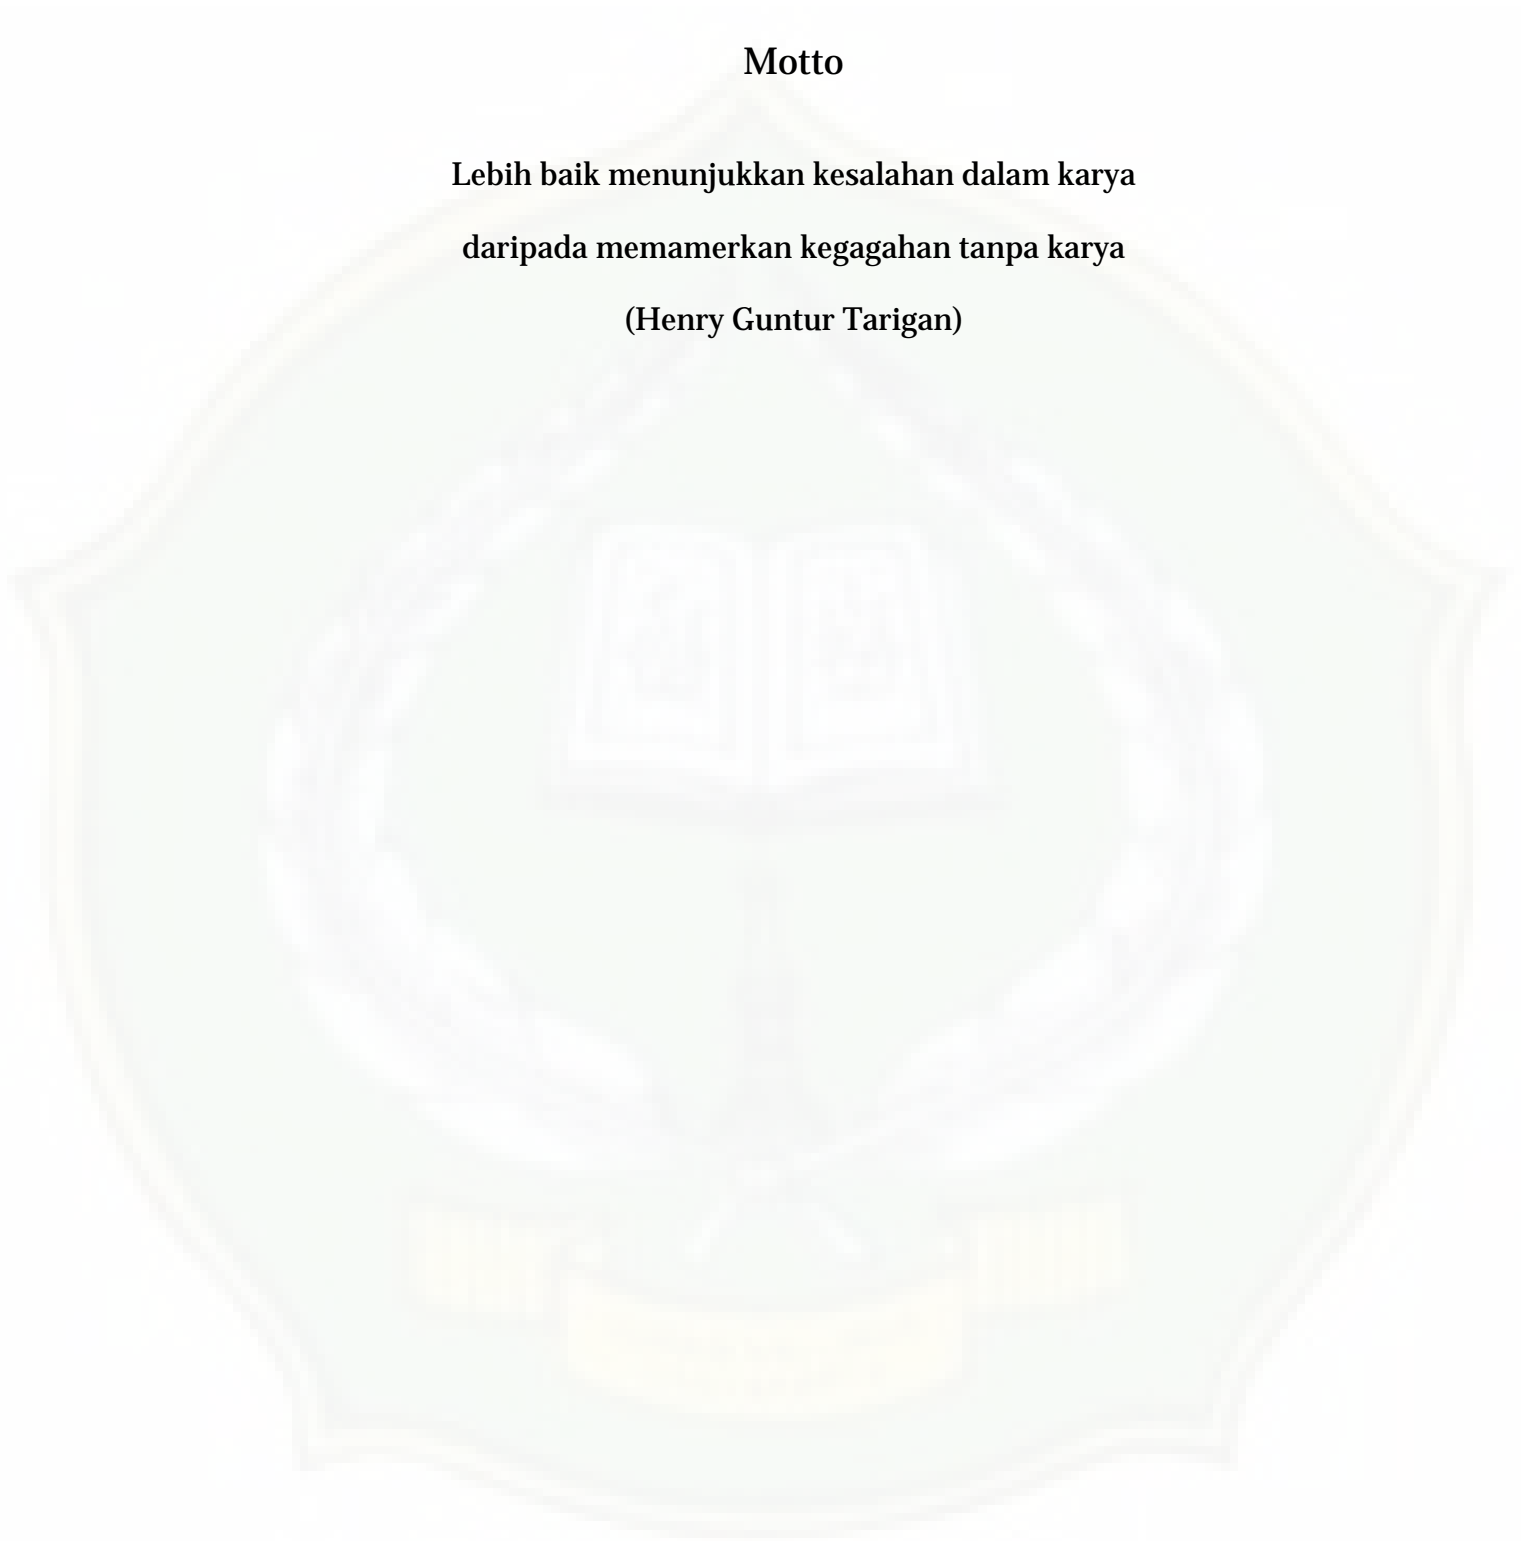 Motto
Lebih baik menunjukkan kesalahan dalam karya
daripada memamerkan kegagahan tanpa karya
(Henry Guntur Tarigan)